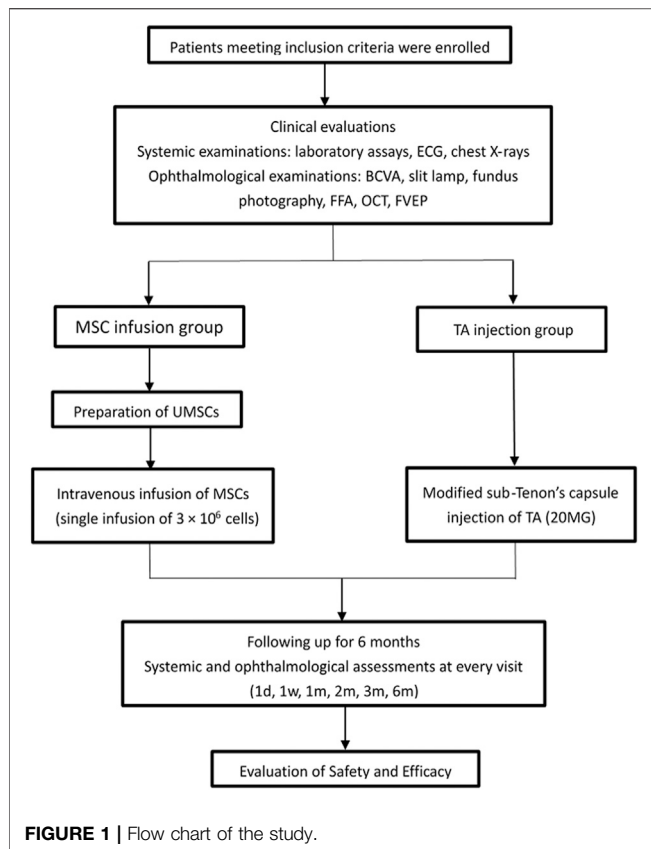 Patients meeting inclusion criteria were enrolled
Clinical evaluations
Systemic examinations: laboratory assays, ECG, chest X-rays
Ophthalmological examinations: BCVA, slit lamp, fundus
photography, FFA, OCT, FVEP
MSC infusion group
TA injection group
Preparation of UMSCs
Intravenous infusion of MSCs
(single infusion of 3 × 10⁶ cells)
Modified sub-Tenon's capsule
injection of TA (20MG)
Following up for 6 months
Systemic and ophthalmological assessments at every visit
(1d, 1w, 1m, 2m, 3m, 6m)
Evaluation of Safety and Efficacy
FIGURE 1 | Flow chart of the study.